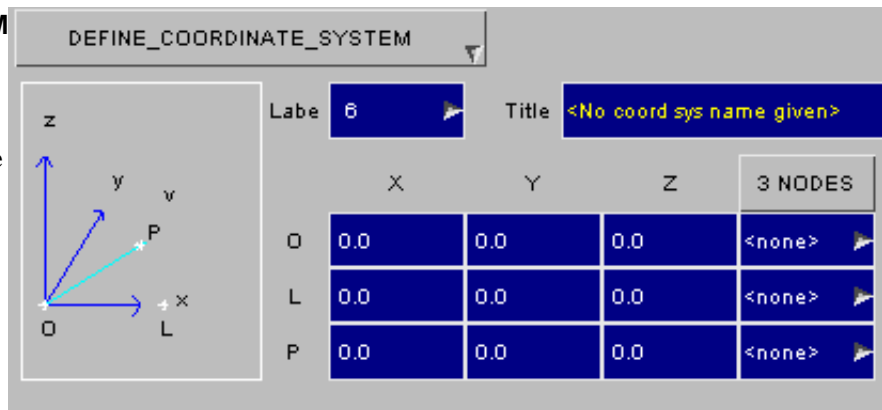 M
DEFINE_COORDINATE_SYSTEM
Labe 6 Title <No coord sys name given>
z
e
y
v
P
x
O
L
X Y Z 3 NODES
O 0.0 0.0 0.0 <none>
L 0.0 0.0 0.0 <none>
P 0.0 0.0 0.0 <none>